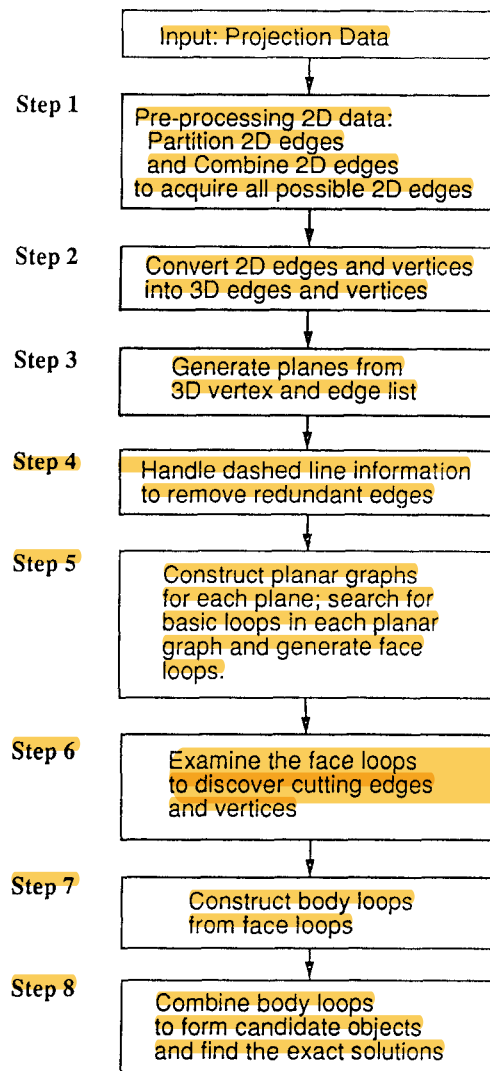 Input: Projection Data
Step 1
Pre-processing 2D data:
Partition 2D edges
and Combine 2D edges
to acquire all possible 2D edges
Step 2
Convert 2D edges and vertices
into 3D edges and vertices
Step 3
Generate planes from
3D vertex and edge list
Step 4
Handle dashed line information
to remove redundant edges
Step 5
Construct planar graphs
for each plane; search for
basic loops in each planar
graph and generate face
loops.
Step 6
Examine the face loops
to discover cutting edges
and vertices
Step 7
Construct body loops
from face loops
Step 8
Combine body loops
to form candidate objects
and find the exact solutions